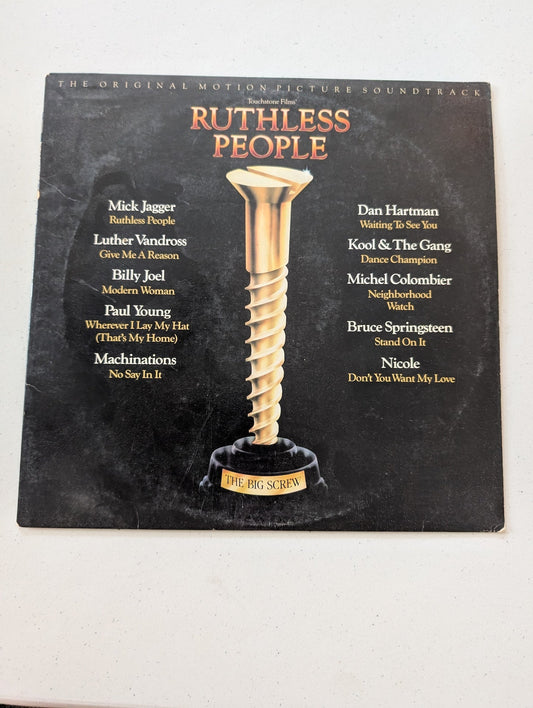 THE ORIGINAL MOTION PICTURE SOUNDTRACK
Touchstone Films'
RUTHLESS
PEOPLE
Mick Jagger
Ruthless People
Luther Vandross
Give Me A Reason
Billy Joel
Modern Woman
Paul Young
Wherever I Lay My Hat
(That's My Home)
Machinations
No Say In It
Dan Hartman
Waiting To See You
Kool & The Gang
Dance Champion
Michel Colombier
Neighborhood
Watch
Bruce Springsteen
Stand On It
Nicole
Don't You Want My Love
THE BIG SCREW